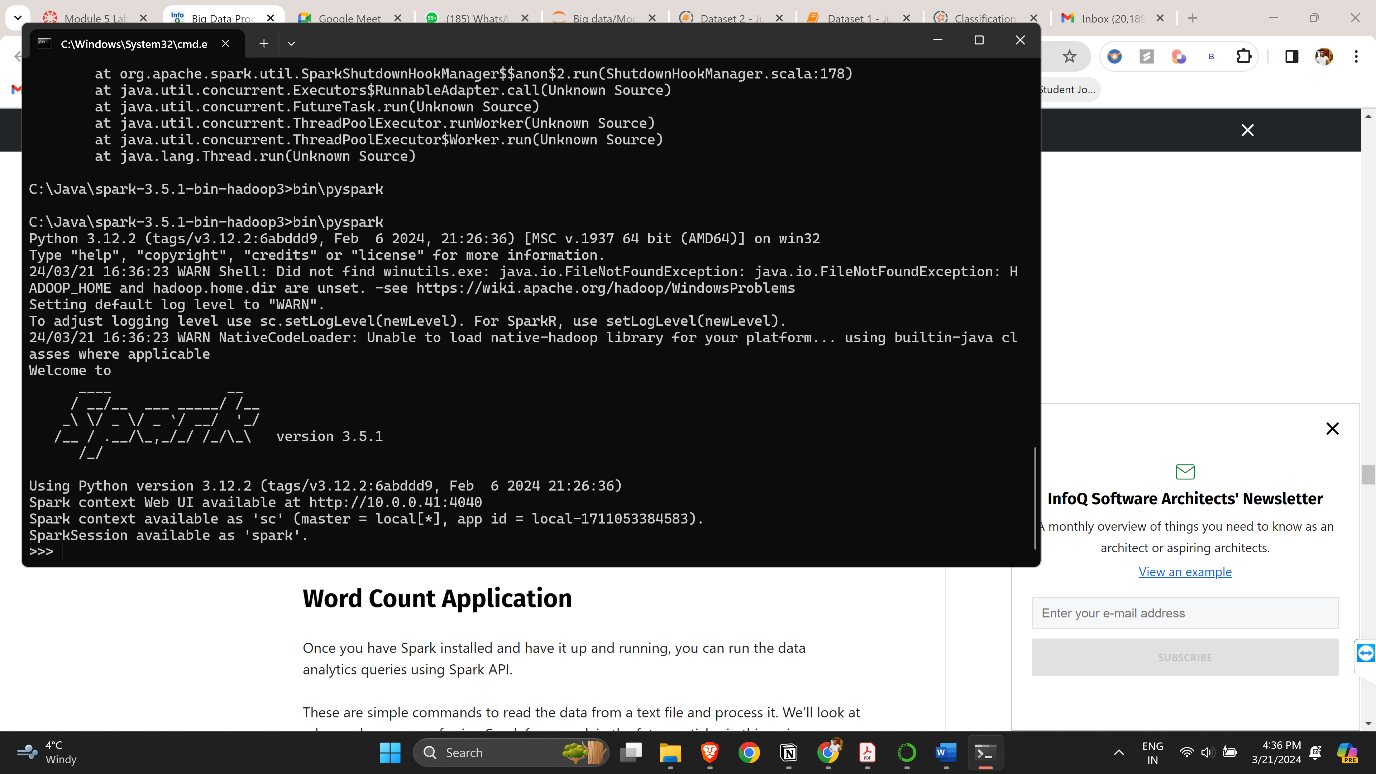 Module 5 Lab
Big Data Proc
Google Meet
(185) WhatsA
Big data/Mod
Dataset 2 - Ju
Dataset 1 - Ju
Classification
Inbox (20,189
C:\Windows\System32\cmd.e
Student Jo...
at org.apache.spark.util.SparkShutdownHookManager$$anon$2.run(ShutdownHookManager.scala:178)
at java.util.concurrent.Executors$RunnableAdapter.call(Unknown Source)
at java.util.concurrent.FutureTask.run(Unknown Source)
at java.util.concurrent.ThreadPoolExecutor.runWorker(Unknown Source)
at java.util.concurrent.ThreadPoolExecutor$Worker.run(Unknown Source)
at java.lang.Thread.run(Unknown Source)
C:\Java\spark-3.5.1-bin-hadoop3>bin\pyspark
C:\Java\spark-3.5.1-bin-hadoop3>bin\pyspark
Python 3.12.2 (tags/v3.12.2:6abddd9, Feb  6 2024, 21:26:36) [MSC v.1937 64 bit (AMD64)] on win32
Type "help", "copyright", "credits" or "license" for more information.
24/03/21 16:36:23 WARN Shell: Did not find winutils.exe: java.io.FileNotFoundException: java.io.FileNotFoundException: H
ADOOP_HOME and hadoop.home.dir are unset. -see https://wiki.apache.org/hadoop/WindowsProblems
Setting default log level to "WARN".
To adjust logging level use sc.setLogLevel(newLevel). For SparkR, use setLogLevel(newLevel).
24/03/21 16:36:23 WARN NativeCodeLoader: Unable to load native-hadoop library for your platform... using builtin-java cl
asses where applicable
Welcome to
Spark version 3.5.1
Using Python version 3.12.2 (tags/v3.12.2:6abddd9, Feb  6 2024 21:26:36)
Spark context Web UI available at http://10.0.0.41:4040
Spark context available as 'sc' (master = local[*], app id = local-1711053384583).
SparkSession available as 'spark'.
>>>
InfoQ Software Architects' Newsletter
A monthly overview of things you need to know as an
architect or aspiring architects.
View an example
Enter your e-mail address
SUBSCRIBE
Word Count Application
Once you have Spark installed and have it up and running, you can run the data
analytics queries using Spark API.
These are simple commands to read the data from a text file and process it. We'll look at
4°C
Windy
Search
ENG
IN
4:36 PM
3/21/2024
PRE